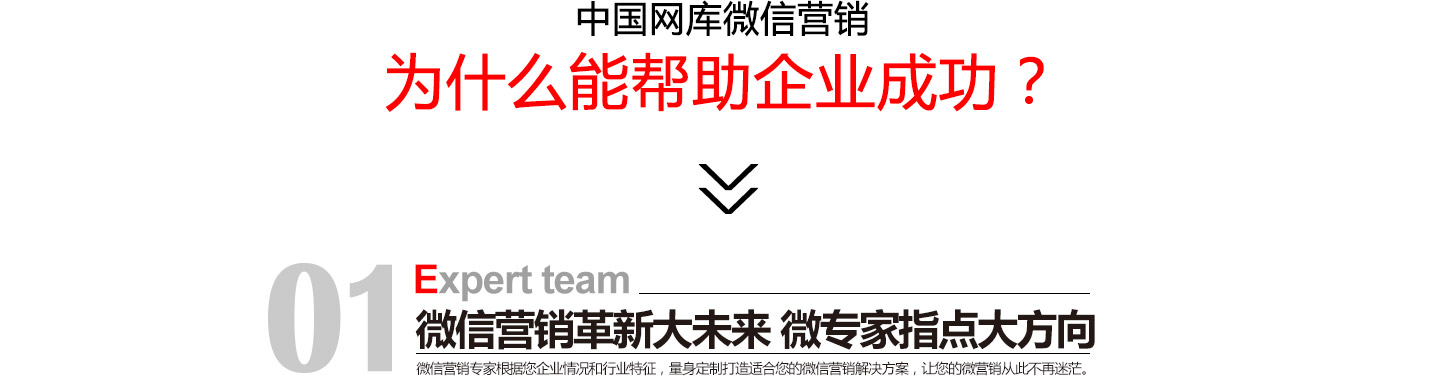 中国网库微信营销
为什么能帮助企业成功？
01
Expert team
微信营销革新大未来 微专家指点大方向
微信营销专家根据您企业情况和行业特征，量身定制打造适合您的微信营销解决方案，让您的微营销从此不再迷茫。